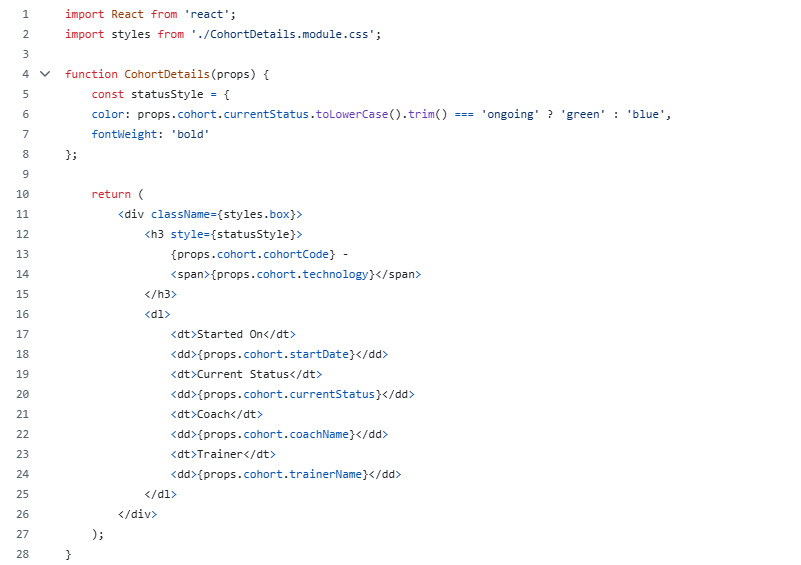 1 import React from 'react';
2 import styles from './CohortDetails.module.css';
3
4 function CohortDetails(props) {
5     const statusStyle = {
6     color: props.cohort.currentStatus.toLowerCase().trim() === 'ongoing' ? 'green' : 'blue',
7     fontWeight: 'bold'
8 };
9
10     return (
11         <div className={styles.box}>
12             <h3 style={statusStyle}>
13                 {props.cohort.cohortCode} -
14                 <span>{props.cohort.technology}</span>
15             </h3>
16             <dl>
17                 <dt>Started On</dt>
18                 <dd>{props.cohort.startDate}</dd>
19                 <dt>Current Status</dt>
20                 <dd>{props.cohort.currentStatus}</dd>
21                 <dt>Coach</dt>
22                 <dd>{props.cohort.coachName}</dd>
23                 <dt>Trainer</dt>
24                 <dd>{props.cohort.trainerName}</dd>
25             </dl>
26         </div>
27     );
28 }